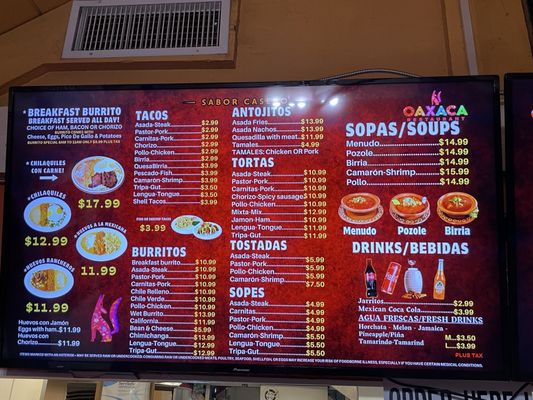 SABOR CASERO
*BREAKFAST BURRITO
BREAKFAST SERVED ALL DAY!
CHOICE OF HAM, BACON OR CHORIZO
Cheese, Eggs, Pico De Gallo & Potatoes
*CHILAQUILES
CON CARNE!
$17.99
*CHILAQUILES
$12.99
*HUEVOS A LA MEXICANA
11.99
*HUEVOS RANCHEROS
$11.99
Huevos con Jamón
Eggs with ham..$11.99
Huevos con
Chorizo..$11.99
TACOS
Asada-Steak $2.99
Pastor-Pork $2.99
Carnitas-Pork $2.99
Chorizo $2.99
Pollo-Chicken $2.99
Birria $2.99
QuesaBirria $3.99
Pescado-Fish $3.99
Camarón-Shrimp $3.99
Tripa-Gut $3.50
Lengua-Tongue $3.50
Shell Tacos $3.99
FISH OR SHRIMP TACOS
$3.99
BURRITOS
Breakfast burrito $10.99
Asada-Steak $10.99
Pastor-Pork $10.99
Carnitas-Pork $10.99
Chile Relleno $10.99
Chile Verde $10.99
Pollo-Chicken $10.99
Wet Burrito $13.99
California $11.99
Bean & Cheese $5.99
Camarón-Shrimp $13.99
Lengua-Tongue $12.99
Tripa-Gut $12.99
ANTOJITOS
Asada Fries $13.99
Asada Nachos $13.99
Quesadilla with meat $11.99
Tamales $4.99
TAMALES: Chicken OR Pork
TORTAS
Asada-Steak $10.99
Pastor-Pork $10.99
Carnitas-Pork $10.99
Chorizo-Spicy sausage $10.99
Mixta-Mix $12.99
Jamon-Ham $10.99
Lengua-Tongue $11.99
Tripa-Gut $11.99
TOSTADAS
Asada-Steak $5.99
Pastor-Pork $5.99
Pollo-Chicken $5.99
Camarón-Shrimp $7.50
SOPES
Asada-Steak $4.99
Carnitas $4.99
Pastor-Pork $4.99
Pollo-Chicken $4.99
Camarón-Shrimp $5.50
Lengua-Tongue $5.50
Tripa-Gut $5.50
OAXACA
RESTAURANT
SOPAS/SOUPS
Menudo $14.99
Pozole $14.99
Birria $14.99
Camarón-Shrimp $15.99
Pollo $14.99
Menudo Pozole Birria
DRINKS/BEBIDAS
Jarritos $2.99
Mexican Coca $3.99
AGUA FRESCAS/FRESH DRINKS
Horchata - Melon - Jamaica -
Pineapple/Piña
Tamarindo-Tamarind
M...$3.50
L...$3.99
PLUS TAX